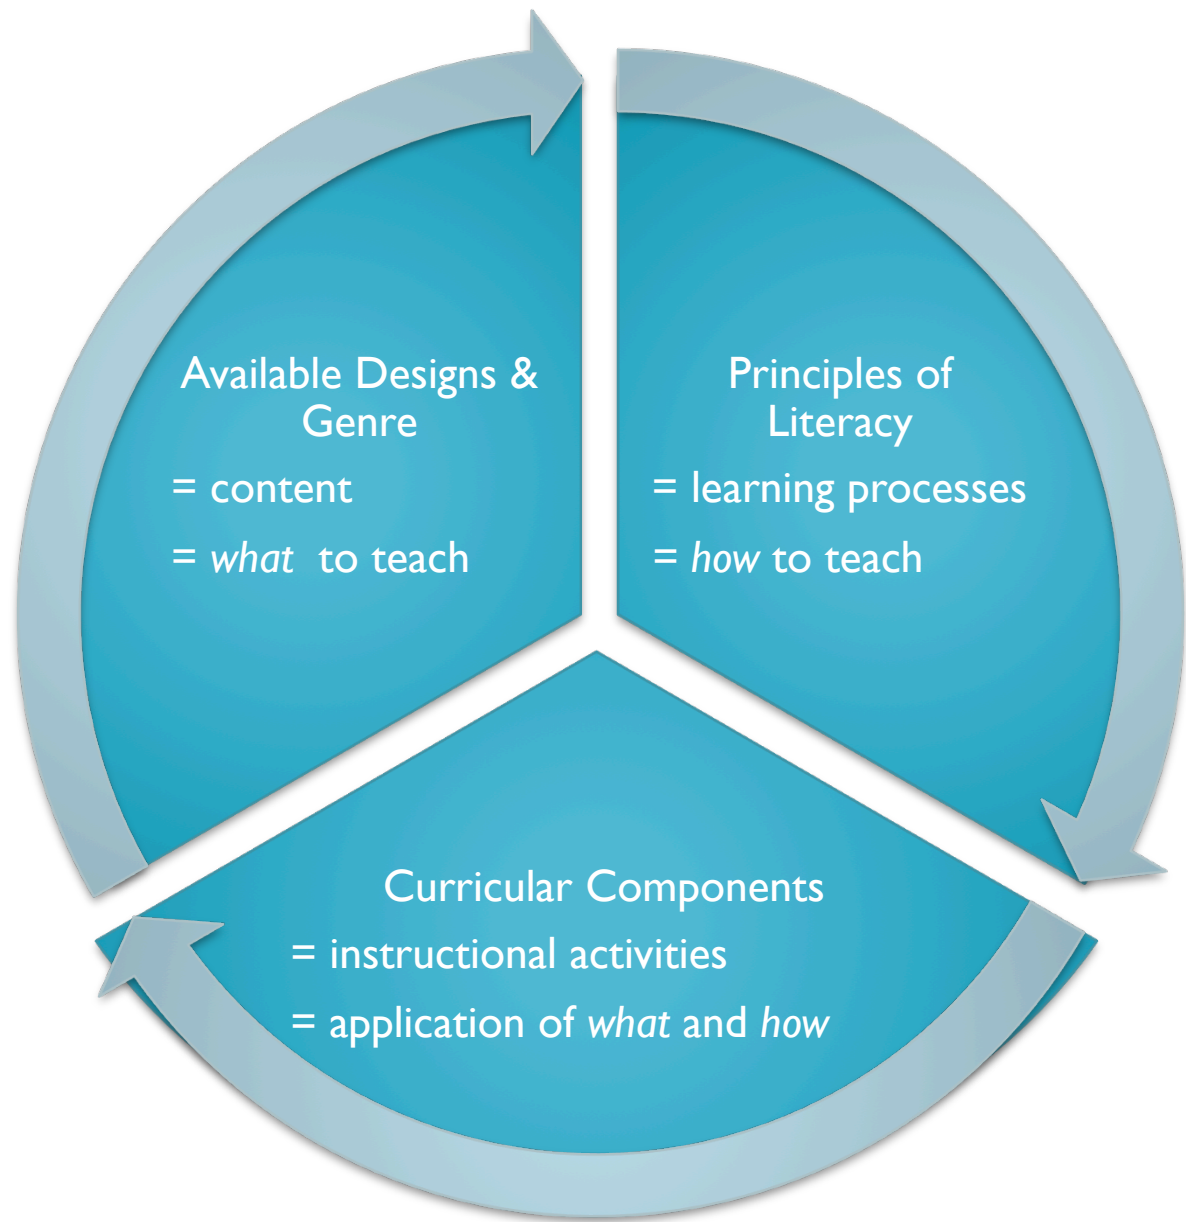 Available Designs &
Genre
= content
= what to teach
Principles of
Literacy
= learning processes
= how to teach
Curricular Components
= instructional activities
= application of what and how